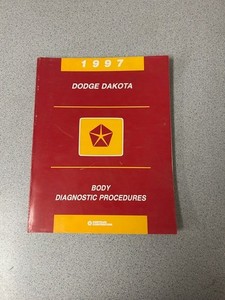 1997
DODGE DAKOTA
BODY
DIAGNOSTIC PROCEDURES